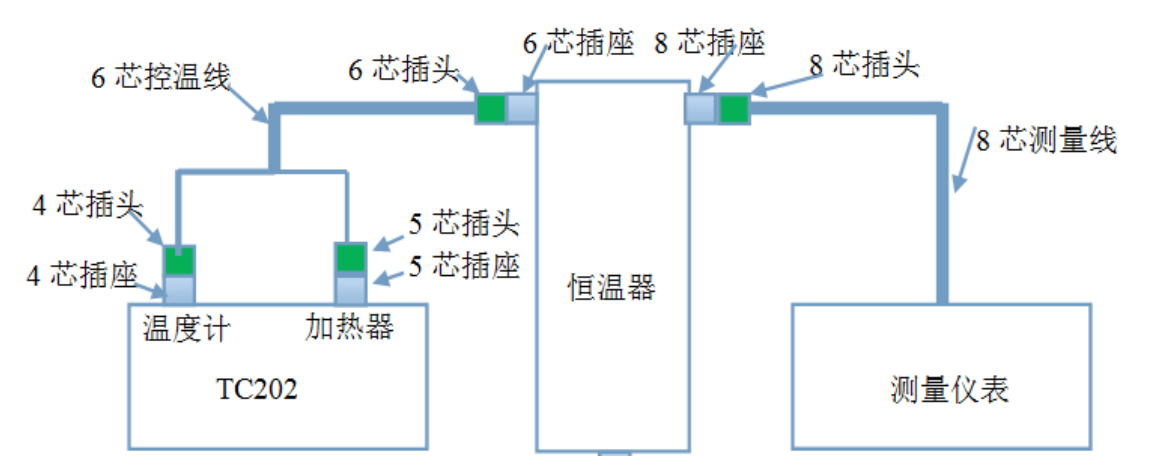 6 芯插座
8 芯插座
6 芯控温线
6 芯插头
8 芯插头
8 芯测量线
4 芯插头
5 芯插头
4 芯插座
5 芯插座
恒温器
温度计
加热器
TC202
测量仪表